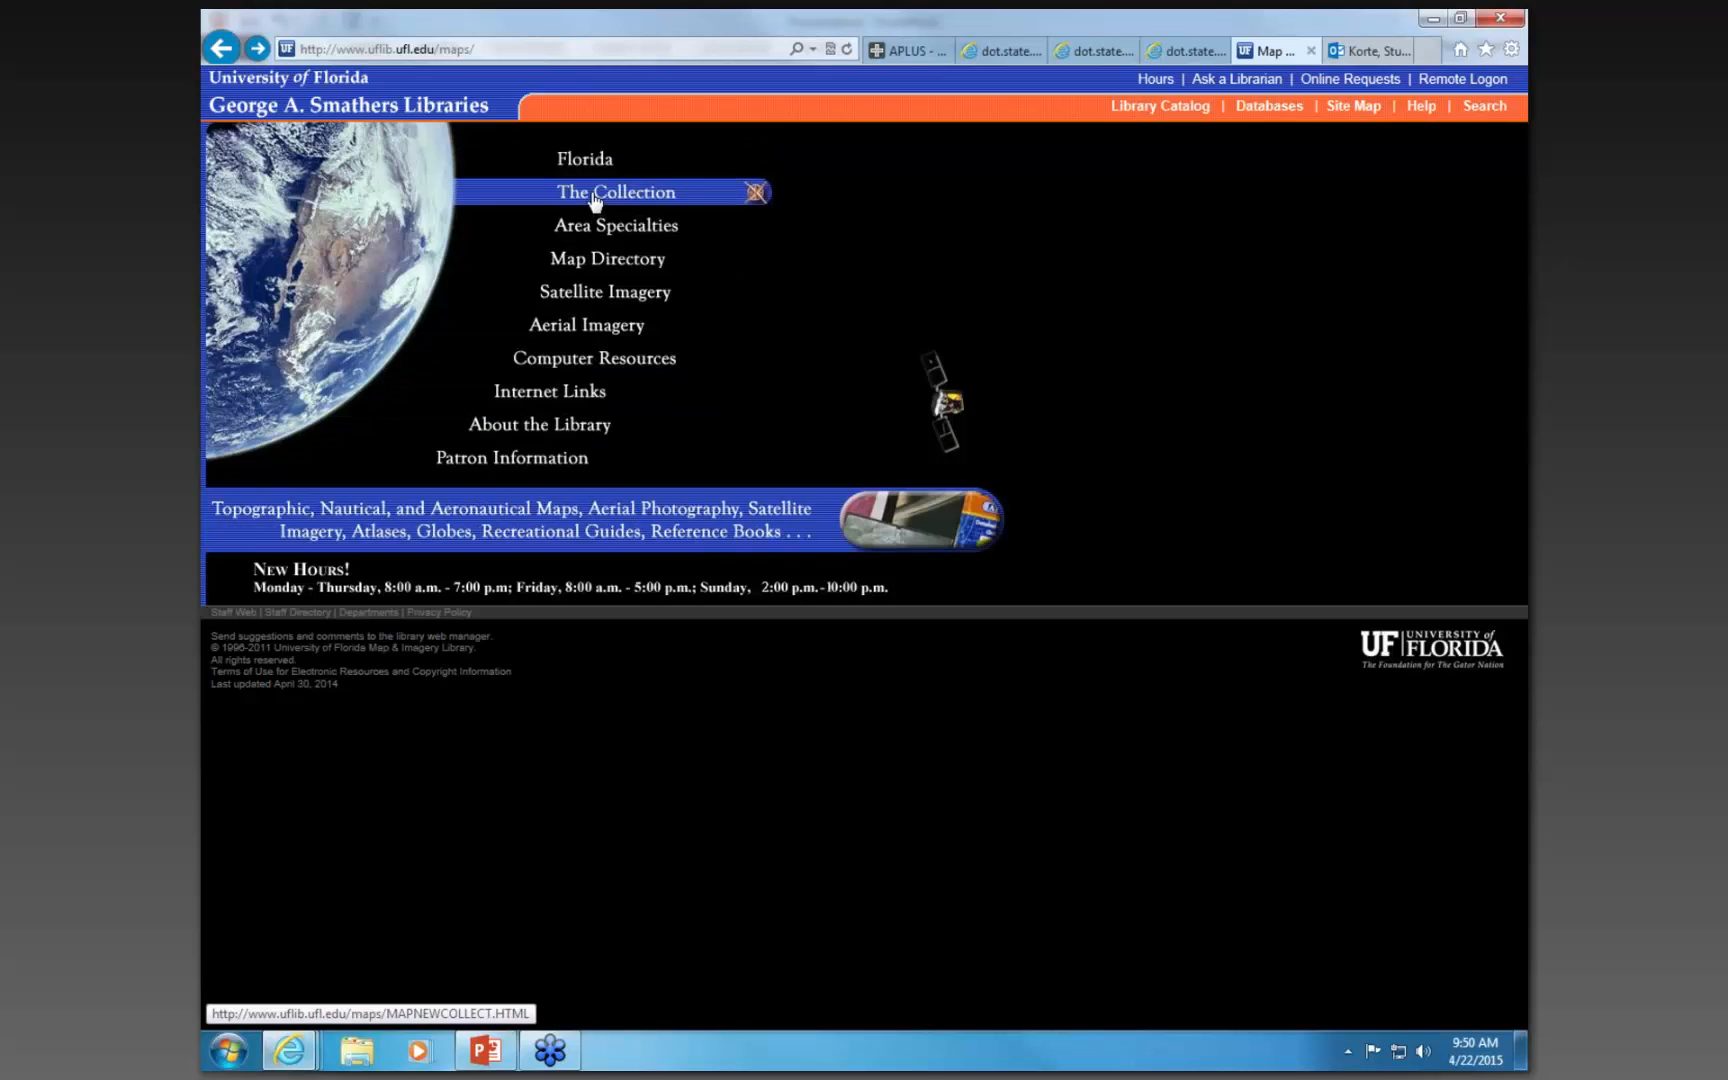 http://www.uflib.ufl.edu/maps/
APLUS - ...
dot.state....
dot.state....
dot.state....
UF Map ...
Korte, Stu...
University of Florida
Hours | Ask a Librarian | Online Requests | Remote Logon
George A. Smathers Libraries
Library Catalog | Databases | Site Map | Help | Search
Florida
The Collection
Area Specialties
Map Directory
Satellite Imagery
Aerial Imagery
Computer Resources
Internet Links
About the Library
Patron Information
Topographic, Nautical, and Aeronautical Maps, Aerial Photography, Satellite
Imagery, Atlases, Globes, Recreational Guides, Reference Books . . .
New Hours!
Monday - Thursday, 8:00 a.m. - 7:00 p.m; Friday, 8:00 a.m. - 5:00 p.m.; Sunday, 2:00 p.m.-10:00 p.m.
Staff Web | Staff Directory | Departments | Privacy Policy
Send suggestions and comments to the library web manager.
© 1996-2011 University of Florida Map & Imagery Library.
All rights reserved.
Terms of Use for Electronic Resources and Copyright Information
Last updated April 30, 2014
UF | UNIVERSITY of
FLORIDA
The Foundation for The Gator Nation
http://www.uflib.ufl.edu/maps/MAPNEWCOLLECT.HTML
9:50 AM
4/22/2015